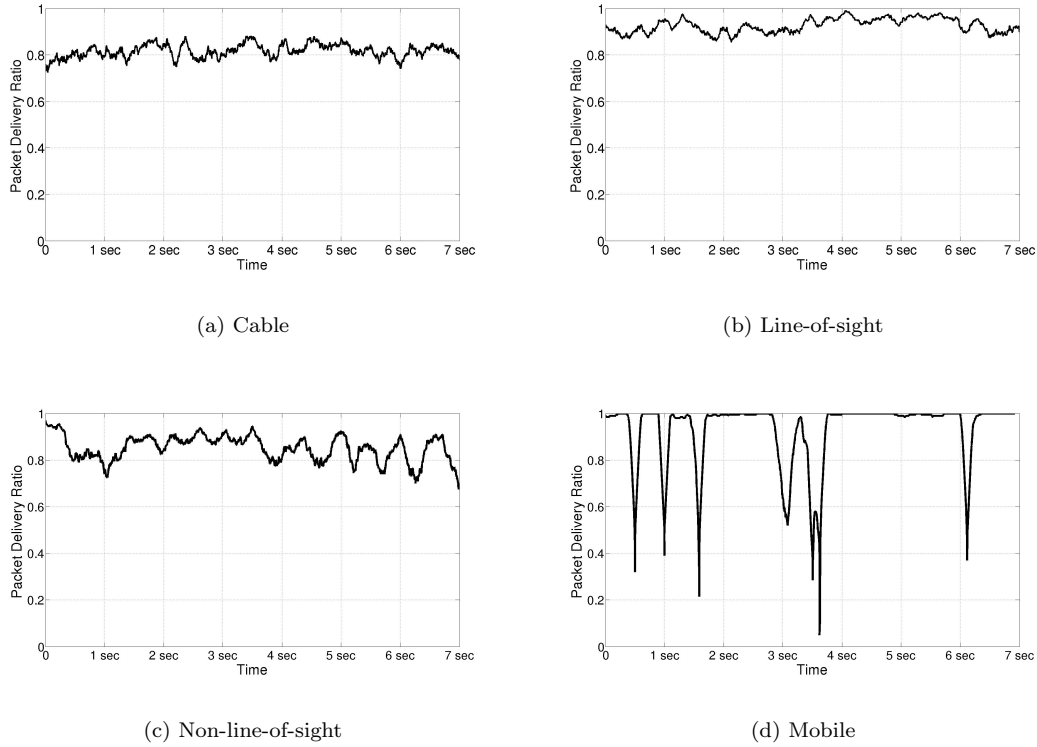 1
0.8
0.6
0.4
0.2
0
Packet Delivery Ratio
0 1 sec 2 sec 3 sec 4 sec 5 sec 6 sec 7 sec
Time
(a) Cable
1
0.8
0.6
0.4
0.2
0
Packet Delivery Ratio
0 1 sec 2 sec 3 sec 4 sec 5 sec 6 sec 7 sec
Time
(b) Line-of-sight
1
0.8
0.6
0.4
0.2
0
Packet Delivery Ratio
0 1 sec 2 sec 3 sec 4 sec 5 sec 6 sec 7 sec
Time
(c) Non-line-of-sight
1
0.8
0.6
0.4
0.2
0
Packet Delivery Ratio
0 1 sec 2 sec 3 sec 4 sec 5 sec 6 sec 7 sec
Time
(d) Mobile